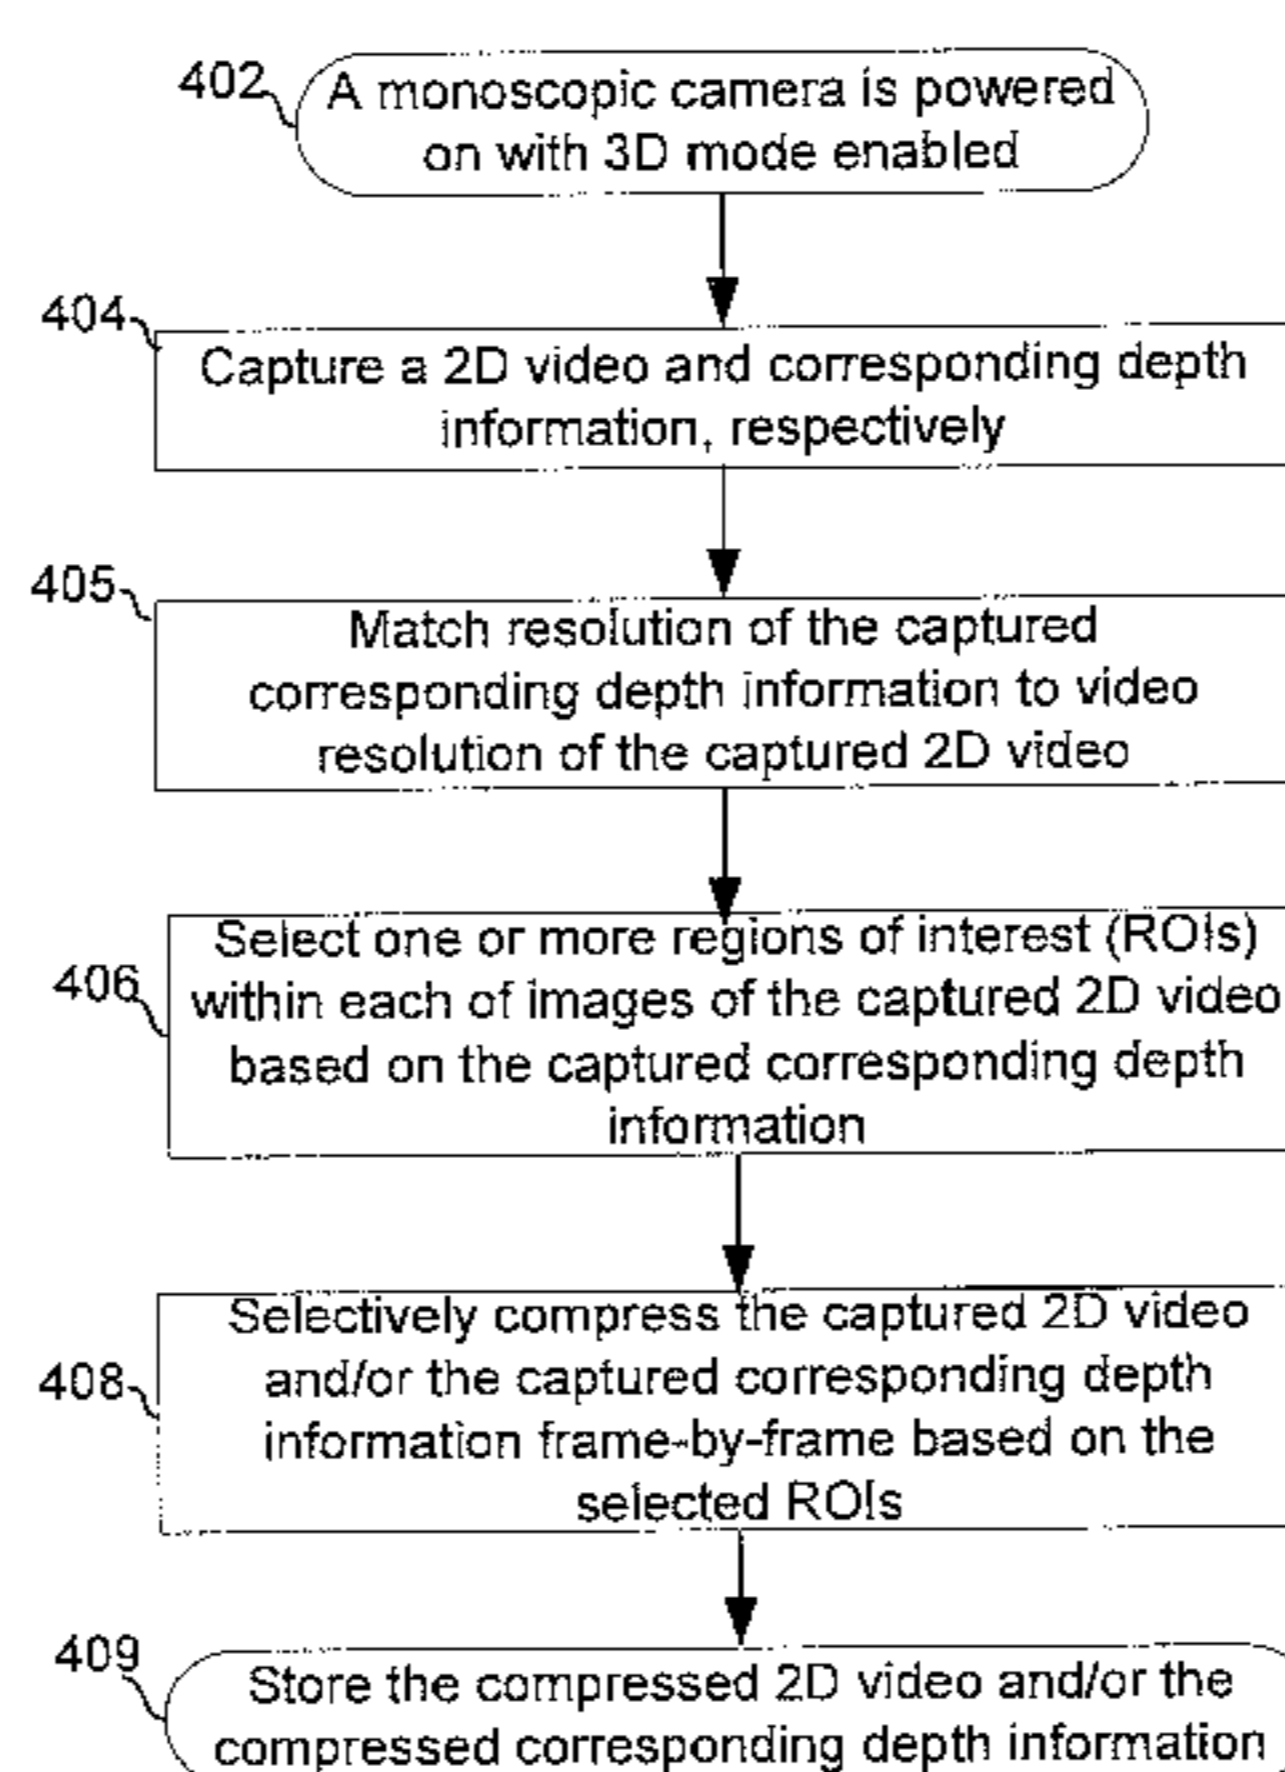 402
A monoscopic camera is powered
on with 3D mode enabled
404
Capture a 2D video and corresponding depth
information, respectively
405
Match resolution of the captured
corresponding depth information to video
resolution of the captured 2D video
406
Select one or more regions of interest (ROIs)
within each of images of the captured 2D video
based on the captured corresponding depth
information
408
Selectively compress the captured 2D video
and/or the captured corresponding depth
information frame-by-frame based on the
selected ROIs
409
Store the compressed 2D video and/or the
compressed corresponding depth information